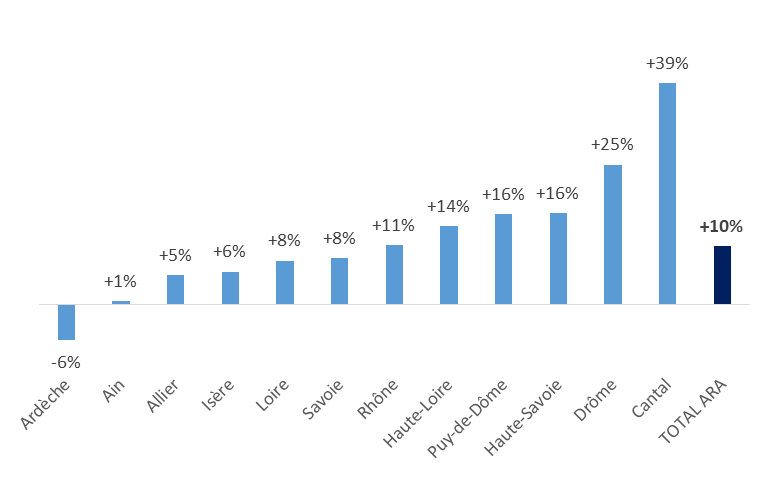 +39%
+25%
+16%
+16%
+14%
+11%
+10%
+8%
+8%
+6%
+5%
+1%
-6%
Ardèche
Ain
Allier
Isère
Loire
Savoie
Rhône
Haute-Loire
Puy-de-Dôme
Haute-Savoie
Drôme
Cantal
TOTAL ARA